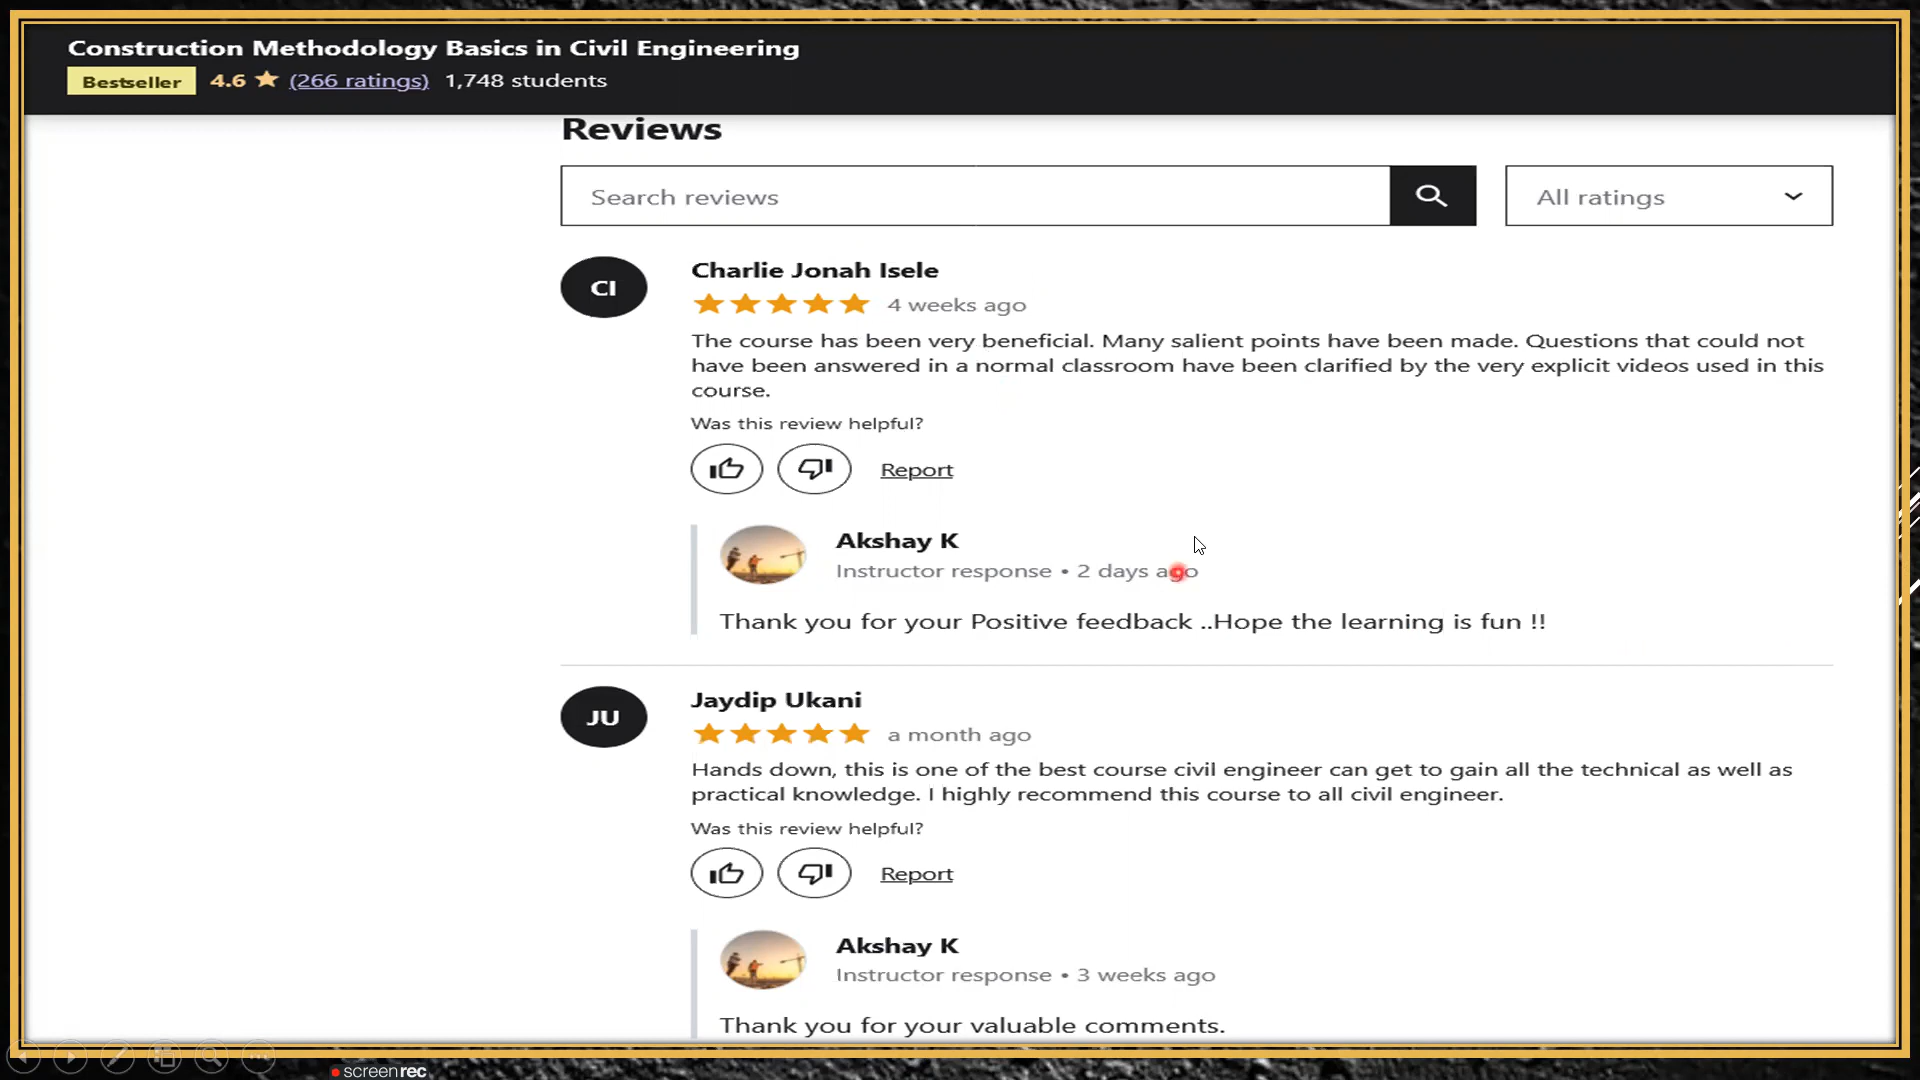 Construction Methodology Basics in Civil Engineering
Bestseller 4.6 (266 ratings) 1,748 students
Reviews
Search reviews
All ratings
CI
Charlie Jonah Isele
4 weeks ago
The course has been very beneficial. Many salient points have been made. Questions that could not
have been answered in a normal classroom have been clarified by the very explicit videos used in this
course.
Was this review helpful?
Report
Akshay K
Instructor response • 2 days ago
Thank you for your Positive feedback ..Hope the learning is fun !!
JU
Jaydip Ukani
a month ago
Hands down, this is one of the best course civil engineer can get to gain all the technical as well as
practical knowledge. I highly recommend this course to all civil engineer.
Was this review helpful?
Report
Akshay K
Instructor response • 3 weeks ago
Thank you for your valuable comments.
screenrec